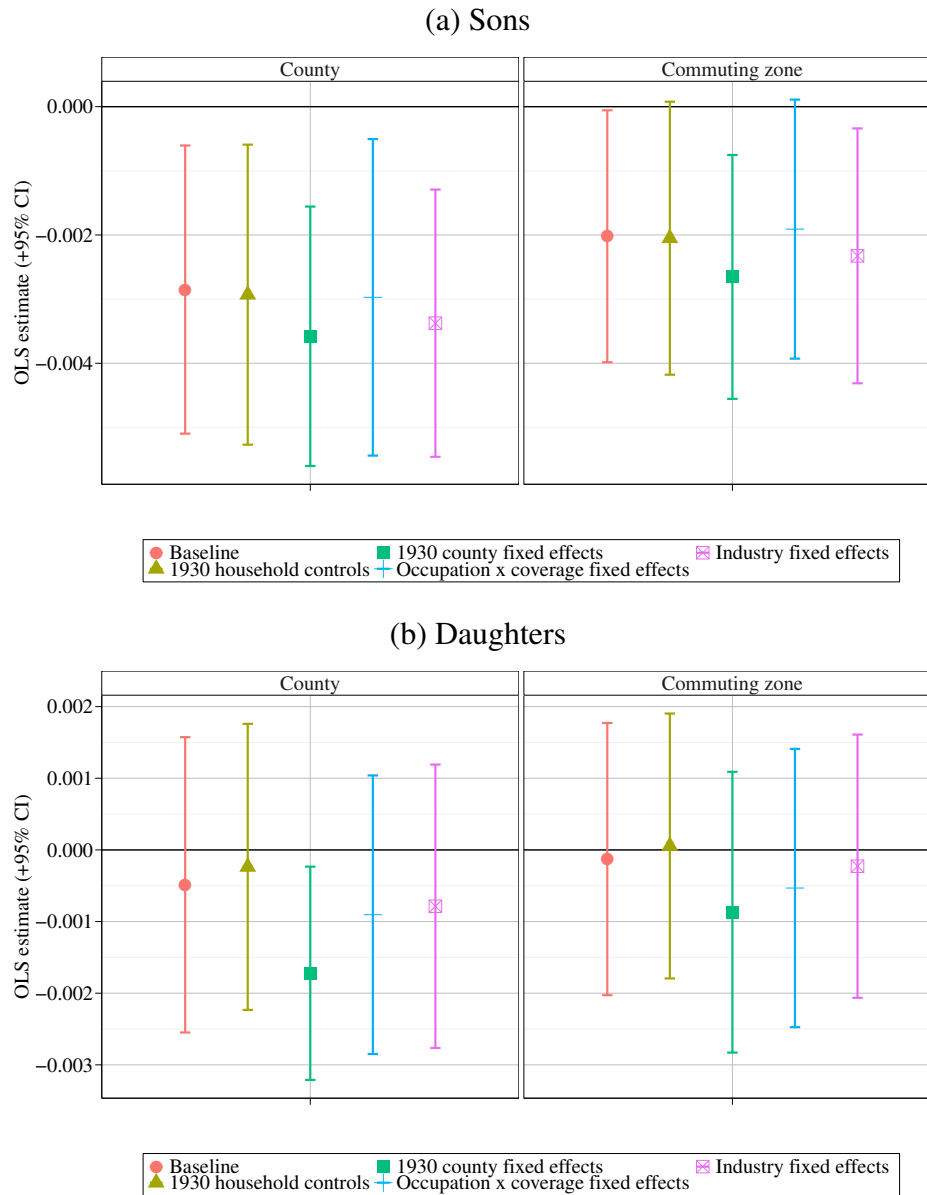 (a) Sons
County
Commuting zone
0.000
−0.002
−0.004
OLS estimate (+95% CI)
Baseline
1930 county fixed effects
Industry fixed effects
1930 household controls
Occupation x coverage fixed effects
(b) Daughters
County
Commuting zone
0.002
0.001
0.000
−0.001
−0.002
−0.003
OLS estimate (+95% CI)
Baseline
1930 county fixed effects
Industry fixed effects
1930 household controls
Occupation x coverage fixed effects